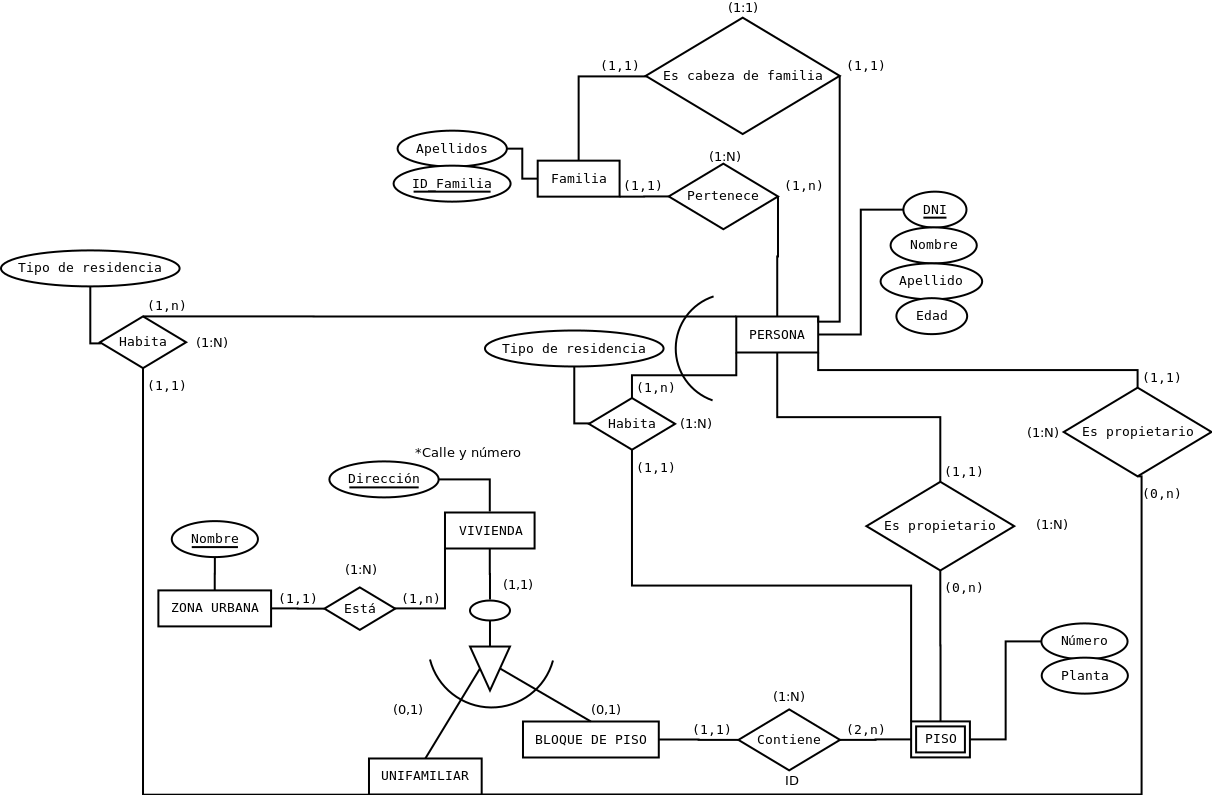 (1:1)
(1,1)
Es cabeza de familia
(1,1)
Apellidos
ID_Familia
Familia
(1,1)
(1:N)
Pertenece
(1,n)
DNI
Nombre
Apellido
Edad
Tipo de residencia
(1,n)
Habita
(1:N)
(1,1)
Tipo de residencia
PERSONA
(1,n)
Habita
(1:N)
(1,1)
(1,1)
(1:N)
Es propietario
(0,n)
(1,1)
Es propietario
(1:N)
(0,n)
*Calle y número
Dirección
VIVIENDA
Nombre
ZONA URBANA
(1,1)
(1:N)
Está
(1,n)
(1,1)
(0,1)
(0,1)
UNIFAMILIAR
BLOQUE DE PISO
(1,1)
(1:N)
Contiene
ID
(2,n)
PISO
Número
Planta